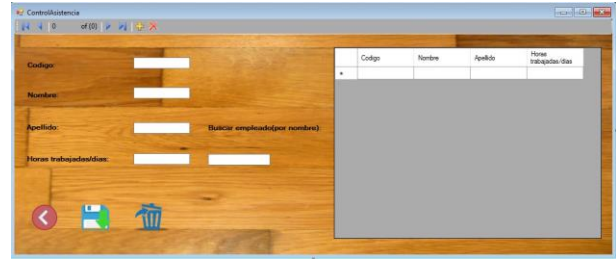 ControlAsistencia
0 of {0}
Codigo:
Nombre:
Apellido:
Buscar empleado(por nombre):
Horas trabajadas/dias:
Codigo Nombre Apellido Horas
trabajadas/dias